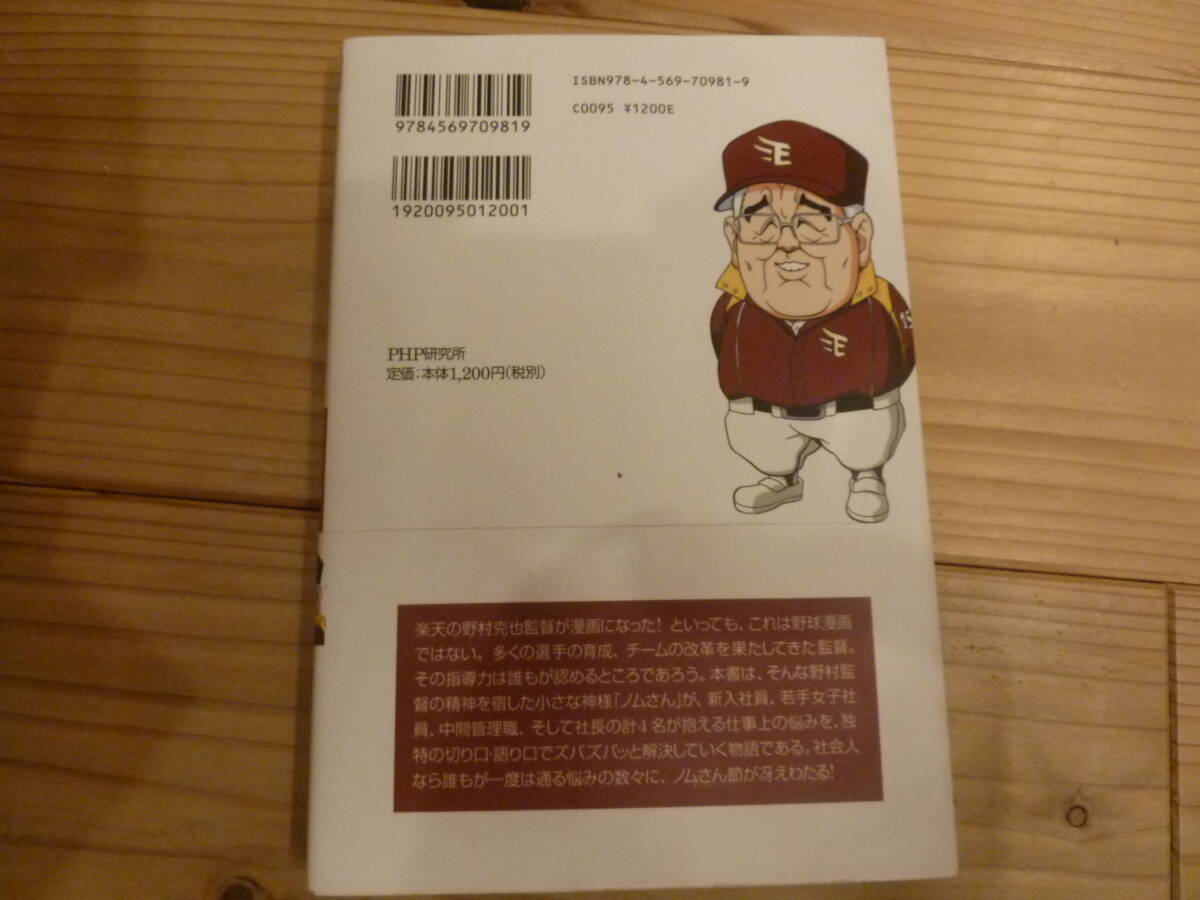 ISBN978-4-569-70981-9
C0095 ¥1200E
9784569709819
1920095012001
E
E
PHP研究所
定価:本体1,200円(税別)
楽天の野村克也監督が漫画になった! といっても、これは野球漫画
ではない。多くの選手の育成、チームの改革を果たしてきた監督。
その指導力は誰もが認めるところであろう。本書は、そんな野村監
督の精神を宿した小さな神様「ノムさん」が、新入社員、若手女子社
員、中間管理職、そして社長の計4名が抱える仕事上の悩みを、独
特の切り口・語り口でズバズバッと解決していく物語である。社会人
なら誰もが一度は通る悩みの数々に、ノムさん節が冴えわたる!